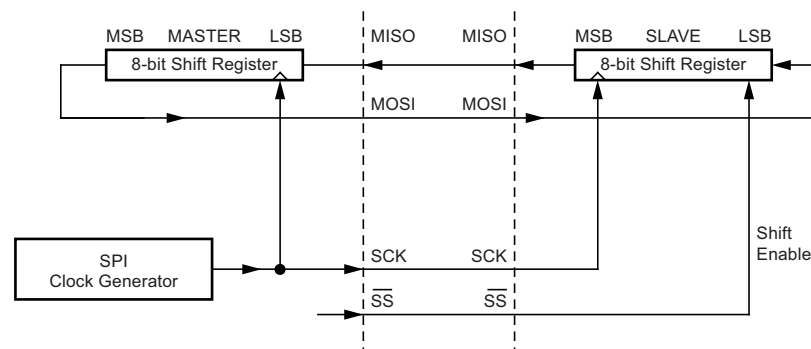 MSB MASTER LSB MISO MISO MSB SLAVE LSB
8-bit Shift Register 8-bit Shift Register
MOSI MOSI
Shift
Enable
SPI
Clock Generator
SCK SCK
SS SS